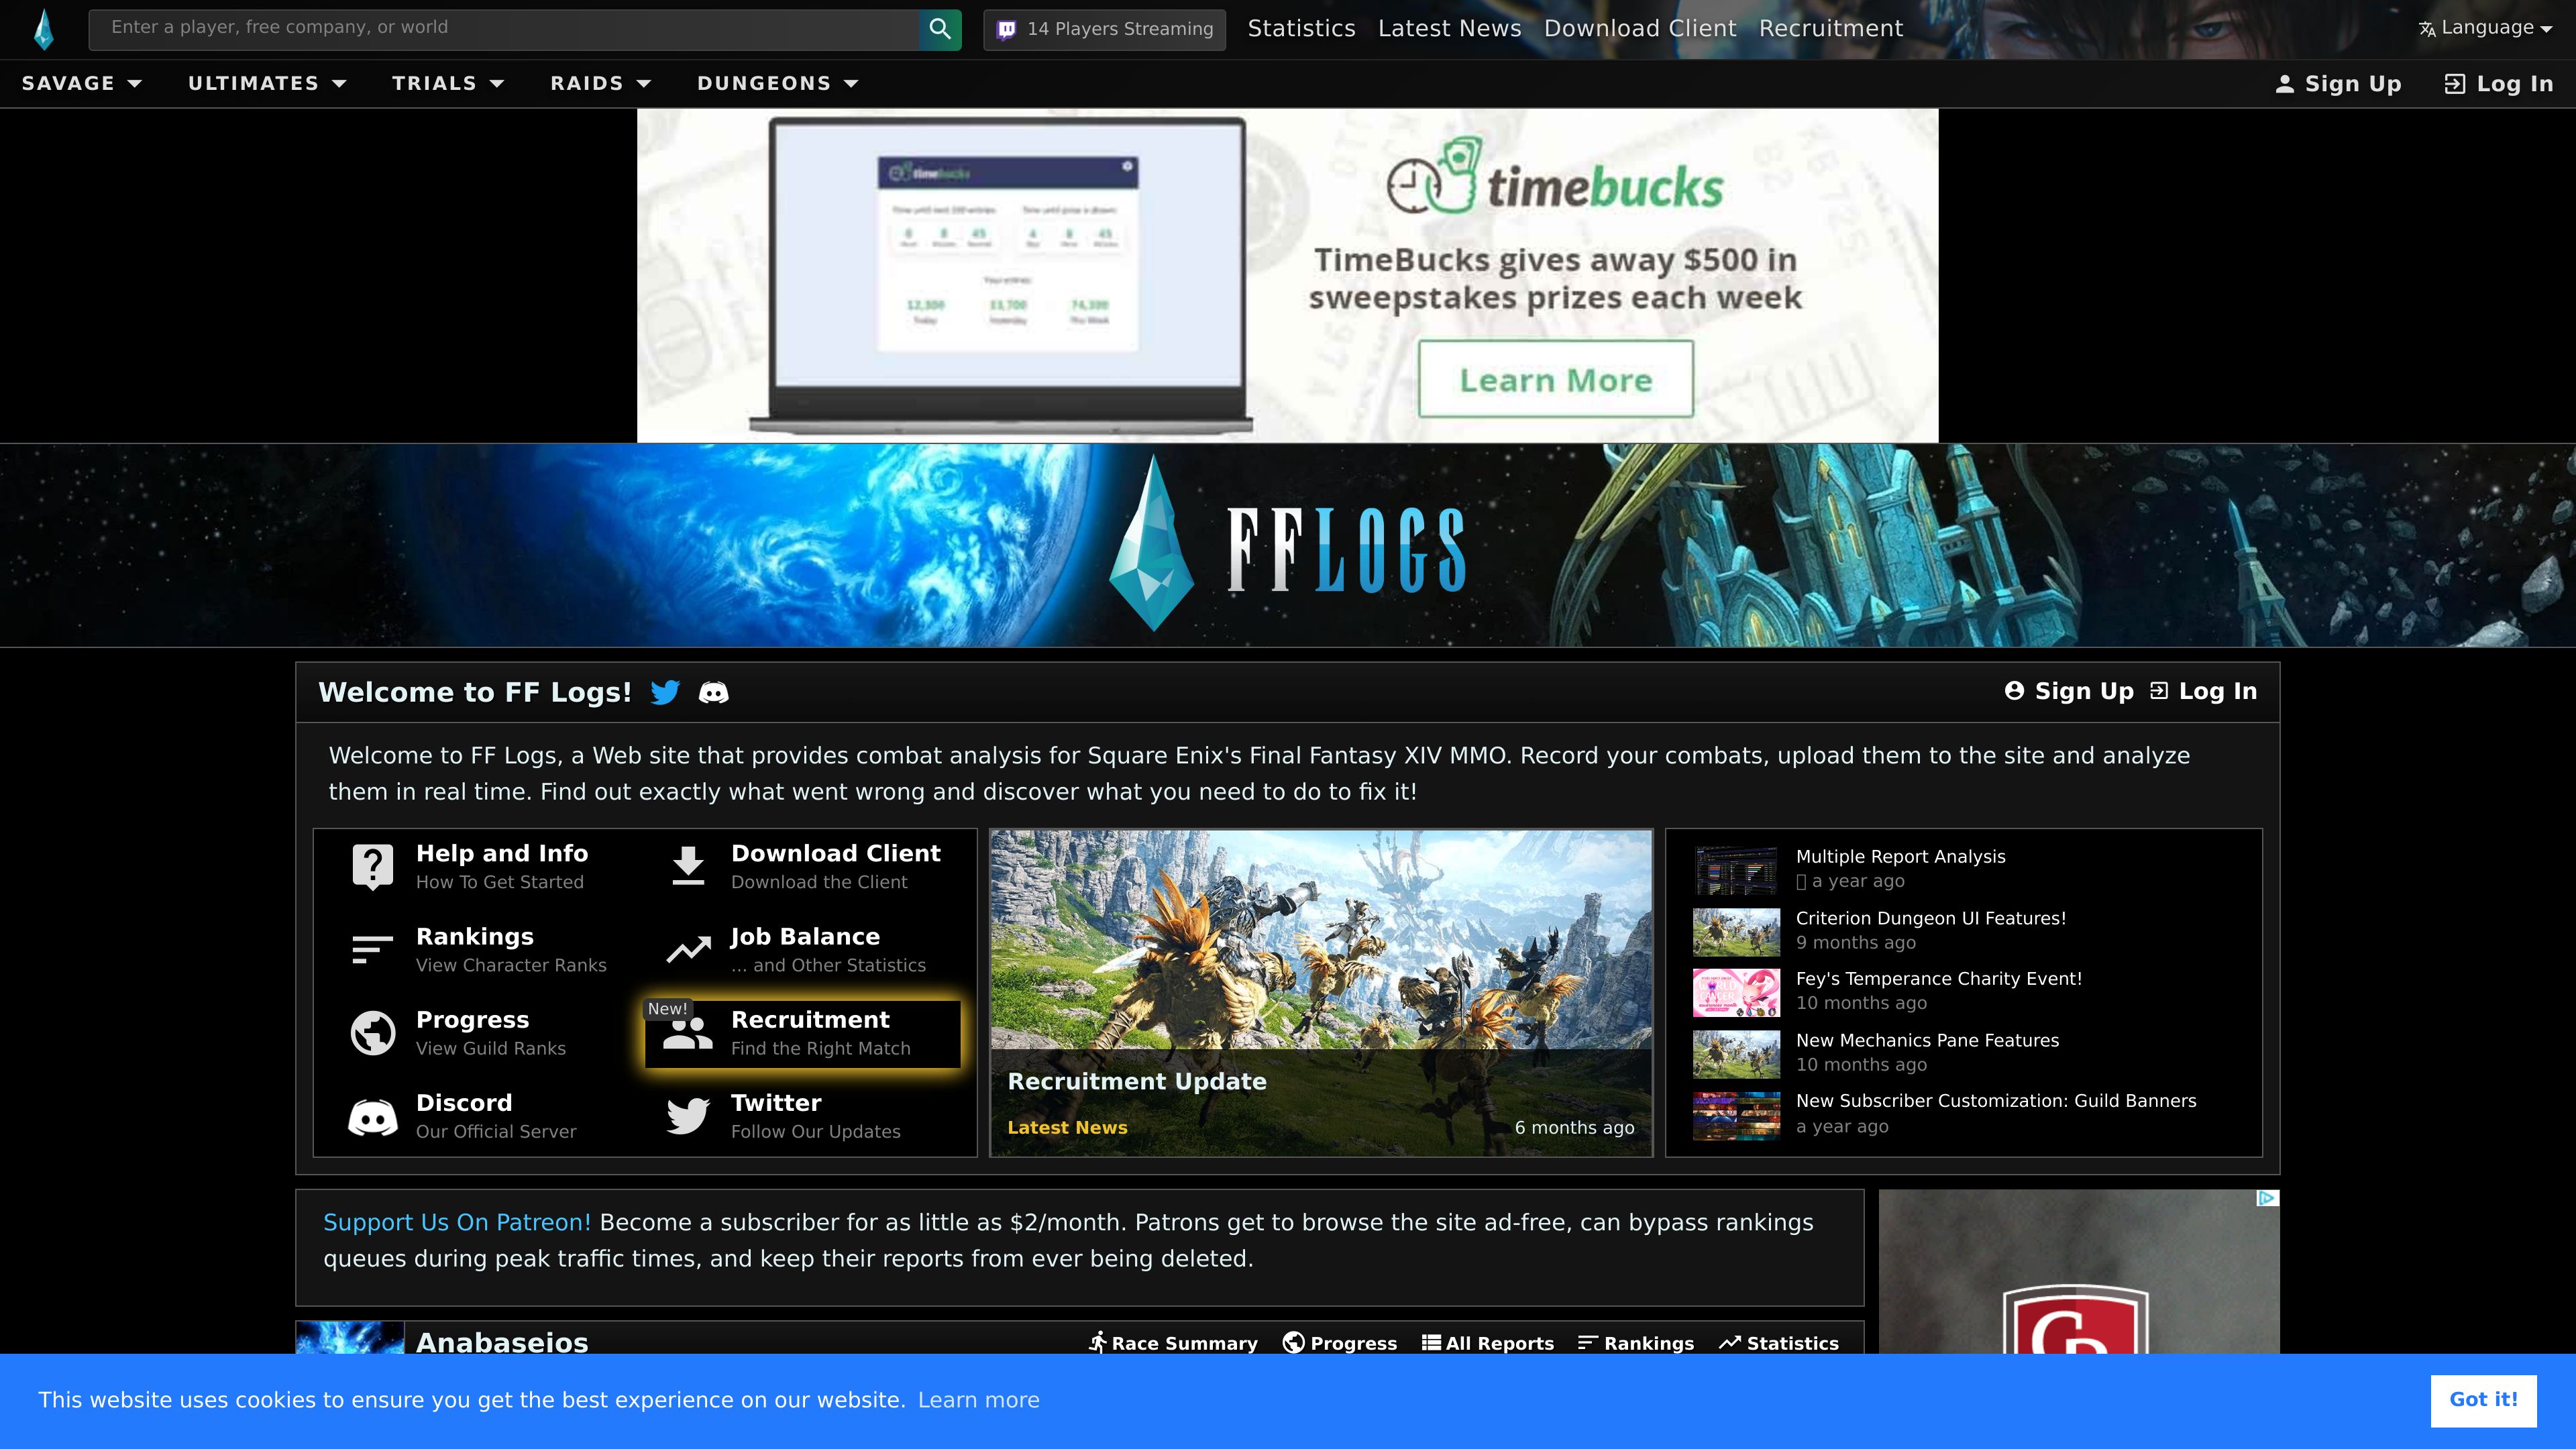 Enter a player, free company, or world
14 Players Streaming
Statistics
Latest News
Download Client
Recruitment
Language
SAVAGE
ULTIMATES
TRIALS
RAIDS
DUNGEONS
Sign Up
Log In
timebucks
timebucks
TimeBucks gives away $500 in
sweepstakes prizes each week
Learn More
FFLOGS
Welcome to FF Logs!
Sign Up
Log In
Welcome to FF Logs, a Web site that provides combat analysis for Square Enix's Final Fantasy XIV MMO. Record your combats, upload them to the site and analyze
them in real time. Find out exactly what went wrong and discover what you need to do to fix it!
Help and Info
How To Get Started
Download Client
Download the Client
Rankings
View Character Ranks
Job Balance
... and Other Statistics
Progress
View Guild Ranks
New!
Recruitment
Find the Right Match
Discord
Our Official Server
Twitter
Follow Our Updates
Recruitment Update
Latest News
6 months ago
Multiple Report Analysis
a year ago
Criterion Dungeon UI Features!
9 months ago
Fey's Temperance Charity Event!
10 months ago
New Mechanics Pane Features
10 months ago
New Subscriber Customization: Guild Banners
a year ago
Support Us On Patreon! Become a subscriber for as little as $2/month. Patrons get to browse the site ad-free, can bypass rankings
queues during peak traffic times, and keep their reports from ever being deleted.
Anabaseios
Race Summary
Progress
All Reports
Rankings
Statistics
This website uses cookies to ensure you get the best experience on our website. Learn more
Got it!